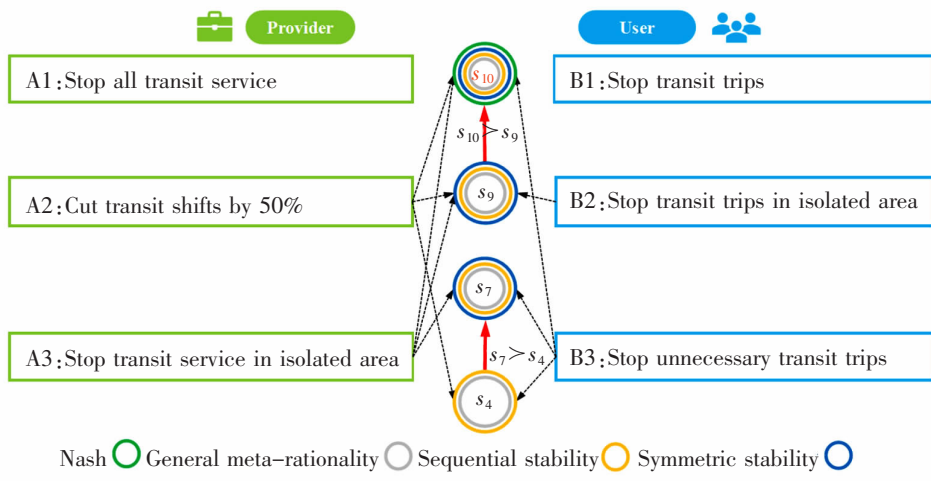 Provider
User
A1:Stop all transit service
s10
B1:Stop transit trips
s10≻s9
A2:Cut transit shifts by 50%
s9
B2:Stop transit trips in isolated area
s7
A3:Stop transit service in isolated area
s7≻s4
B3:Stop unnecessary transit trips
s4
Nash General meta-rationality Sequential stability Symmetric stability